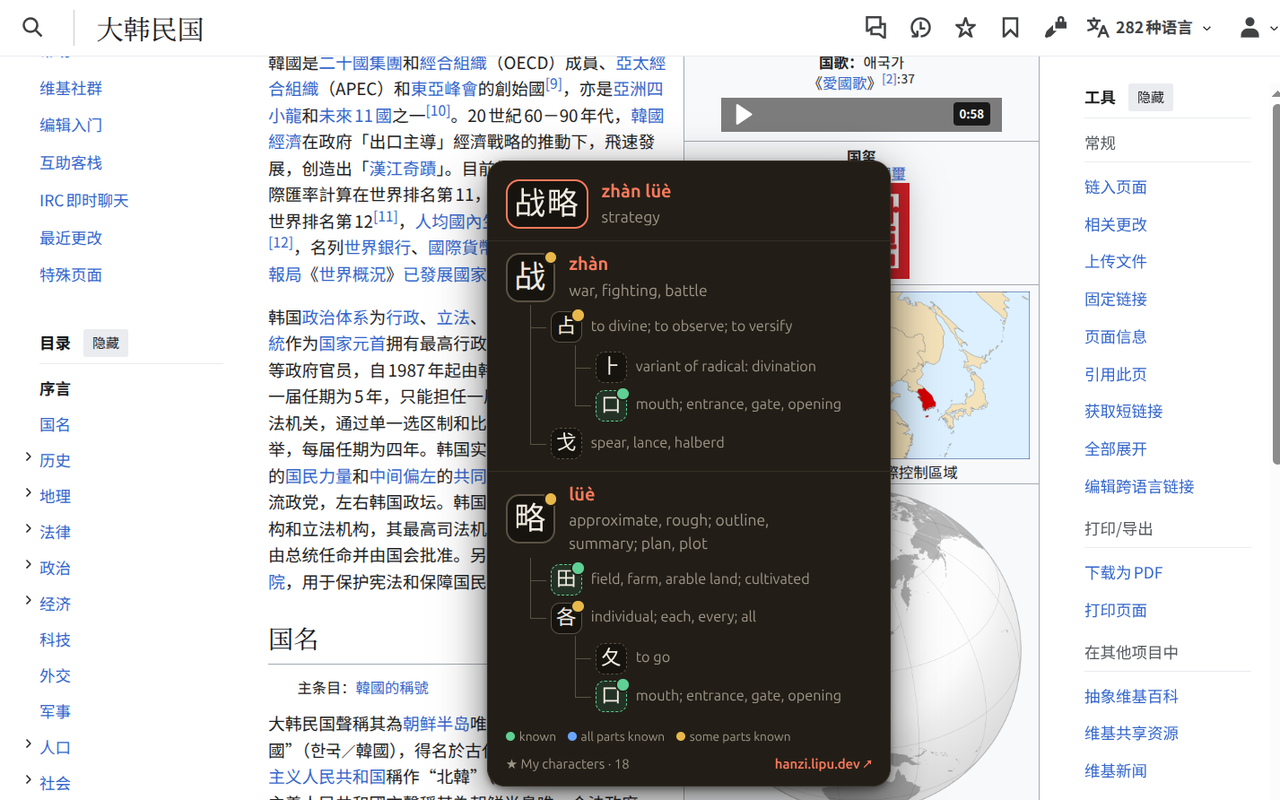 大韩民国
282种语言
维基社群
编辑入门
互助客栈
IRC即时聊天
最近更改
特殊页面
目录 隐藏
序言
国名
历史
地理
法律
政治
经济
科技
外交
军事
人口
社会
韓國是二十國集團和經合組織（OECD）成員、亞太經
合組織（APEC）和東亞峰會的創始國[9]，亦是亞洲四
小龍和未來11國之一[10]。20世紀60－90年代，韓國
經濟在政府「出口主導」經濟戰略的推動下，飛速發
展，创造出「漢江奇蹟」。目前
際匯率計算在世界排名第11，
世界排名第12[11]，人均國內生
[12]，名列世界銀行、國際貨幣
報局《世界概况》已發展國家
韩国政治体系为行政、立法、
統作为国家元首拥有最高行政
等政府官员，自1987年起由韩
一届任期为5年，只能担任一
法机关，通过单一选区制和比
举，每届任期为四年。韩国实
的国民力量和中间偏左的共同
流政党，左右韩国政坛。韩国
构和立法机构，其最高司法机
由总统任命并由国会批准。另
院，用于保护宪法和保障国民
国名
主条目：韓國的稱號
大韩民国聲稱其為朝鲜半岛唯
國”（한국／韓國），得名於古代
主义人民共和国稱作“北韓”
国歌：애국가
《愛國歌》[2]:37
0:58
国玺
璽
際控制區域
战略 zhàn lüè
strategy
战 zhàn
war, fighting, battle
占 to divine; to observe; to versify
⺊ variant of radical: divination
口 mouth; entrance, gate, opening
戈 spear, lance, halberd
略 lüè
approximate, rough; outline,
summary; plan, plot
田 field, farm, arable land; cultivated
各 individual; each, every; all
夂 to go
口 mouth; entrance, gate, opening
known all parts known some parts known
★ My characters · 18 hanzi.lipu.dev ↗
工具 隐藏
常规
链入页面
相关更改
上传文件
固定链接
页面信息
引用此页
获取短链接
全部展开
编辑跨语言链接
打印/导出
下载为PDF
打印页面
在其他项目中
抽象维基百科
维基共享资源
维基新闻